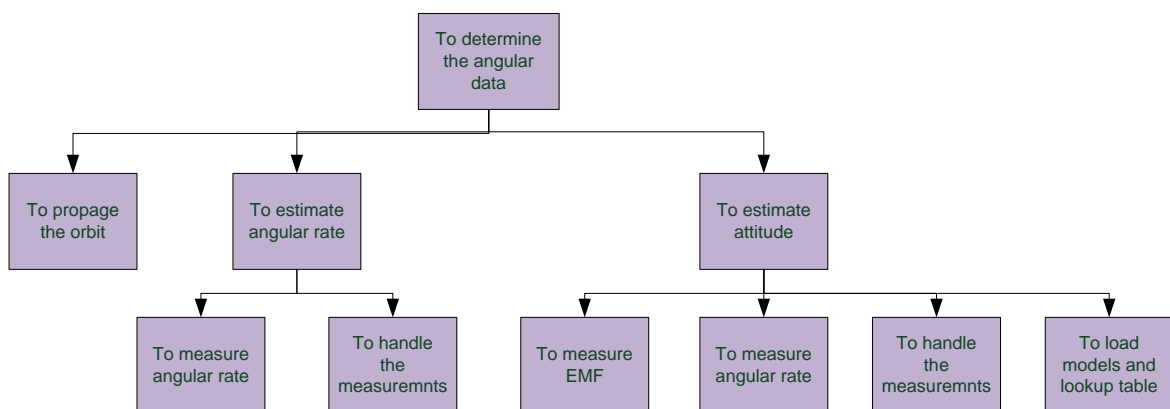 To determine
the angular
data
To propage
the orbit
To estimate
angular rate
To estimate
attitude
To measure
angular rate
To handle
the
measuremnts
To measure
EMF
To measure
angular rate
To handle
the
measuremnts
To load
models and
lookup table